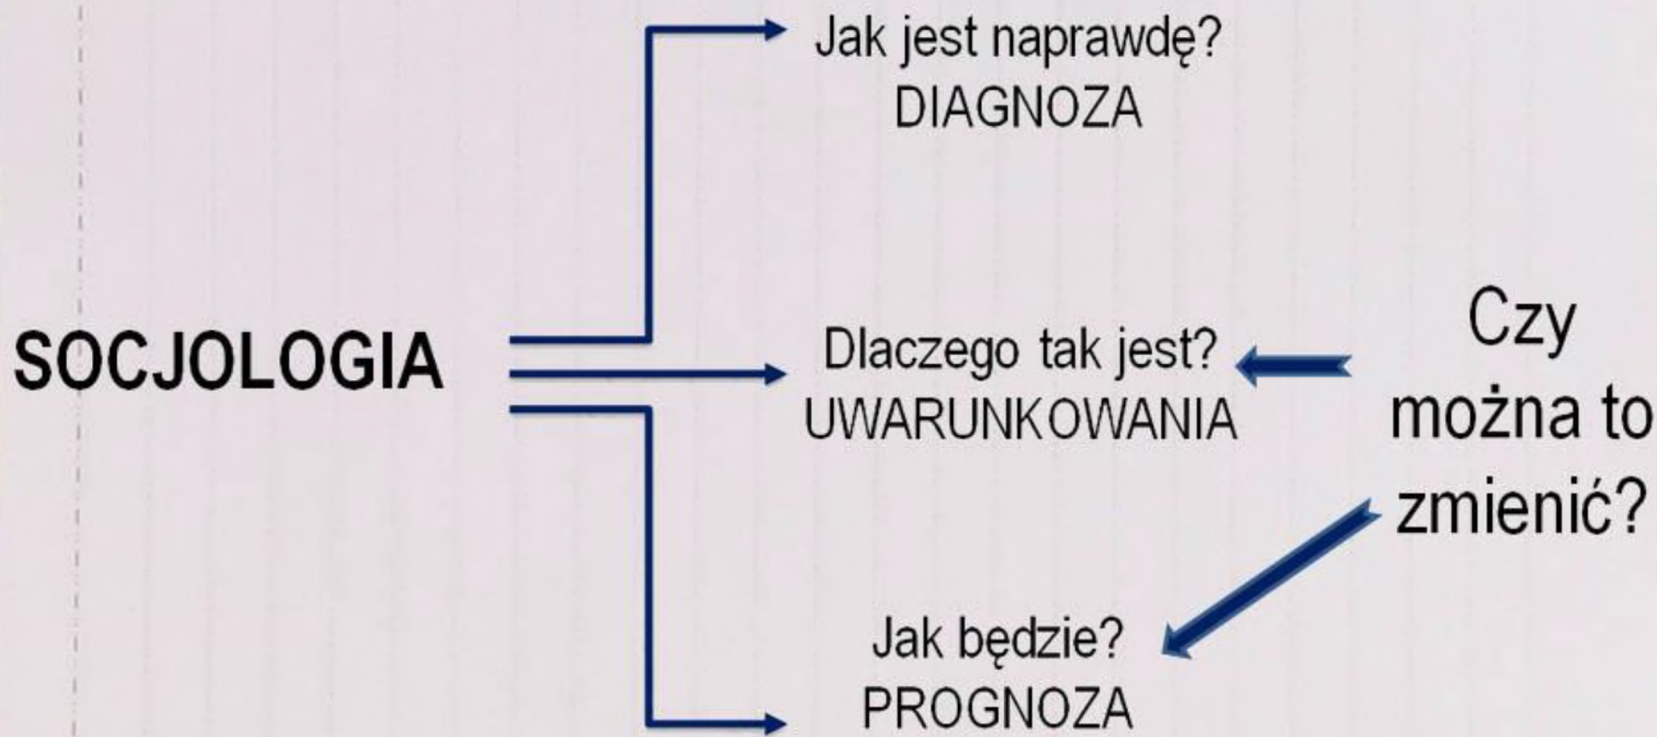 Jak jest naprawdę?
DIAGNOZA
SOCJOLOGIA
Dlaczego tak jest?
UWARUNKOWANIA
Czy
można to
zmienić?
Jak będzie?
PROGNOZA